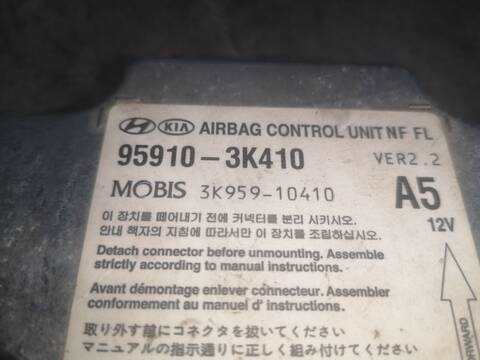 HYUNDAI KIA AIRBAG CONTROL UNIT NF FL
95910-3K410 VER2.2
MOBIS 3K959-10410 A5
이 장치를 떼어내기 전에 커넥터를 분리 시키시오. 12V
안내 책자의 지침에 따라서만 이 장치를 조립하십시오.
Detach connector before unmounting. Assemble
strictly according to manual instructions.
Avant démontage enlever connecteur. Assembler
conformement au manuel d' instructions.
取り外す前にコネクタを抜いてください
マニュアルの指示通りに正しく組み付けてくだ
FORWARD